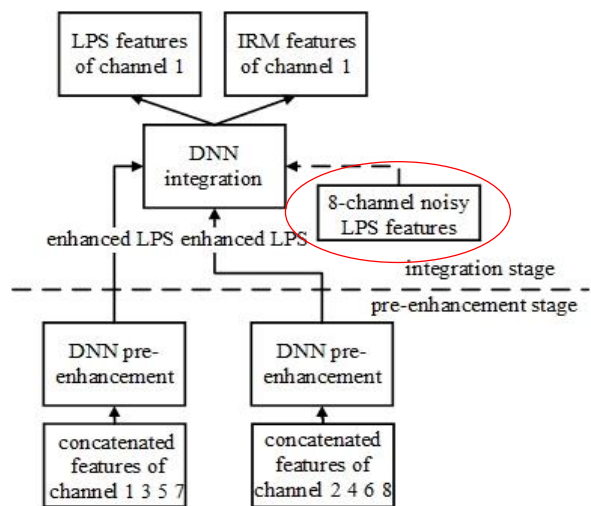 LPS features
of channel 1
IRM features
of channel 1
DNN
integration
8-channel noisy
LPS features
enhanced LPS
enhanced LPS
integration stage
pre-enhancement stage
DNN pre-
enhancement
DNN pre-
enhancement
concatenated
features of
channel 1 3 5 7
concatenated
features of
channel 2 4 6 8